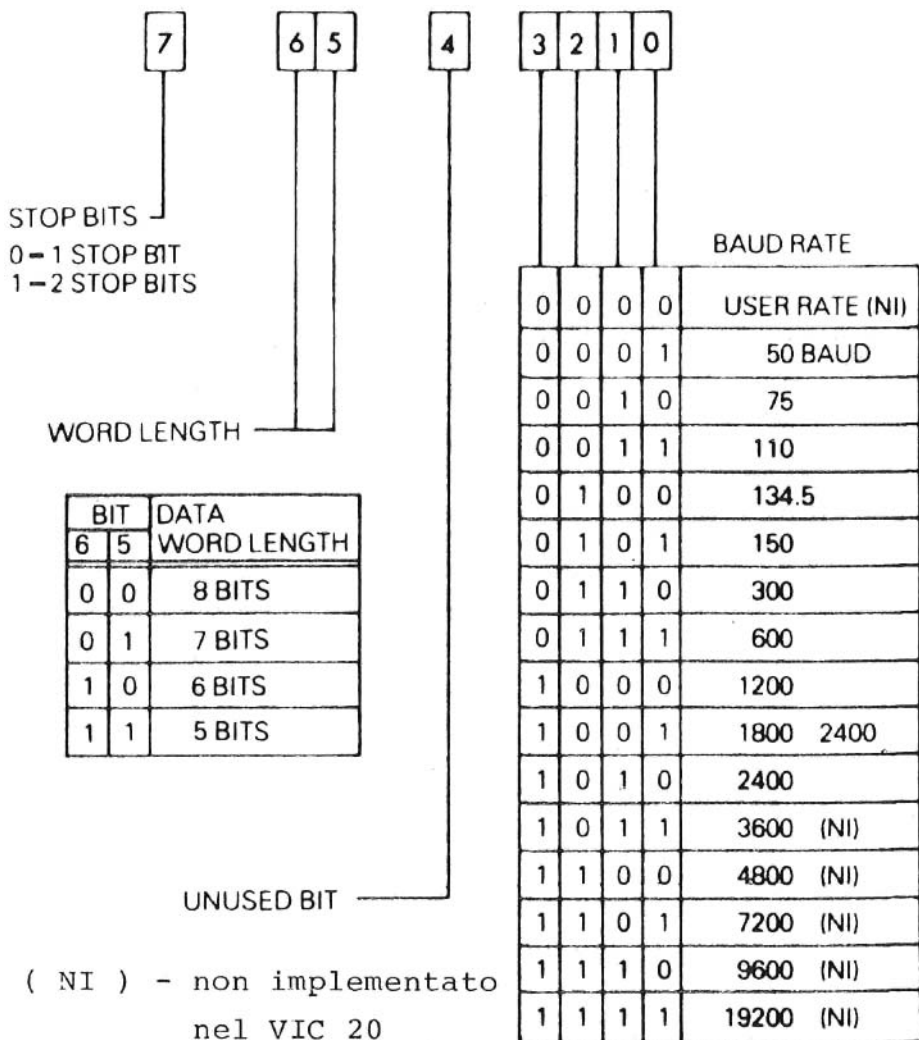 7 6 5 4 3 2 1 0
STOP BITS
0 – 1 STOP BIT
1 – 2 STOP BITS
BAUD RATE
0 0 0 0 USER RATE (NI)
0 0 0 1 50 BAUD
0 0 1 0 75
0 0 1 1 110
0 1 0 0 134.5
0 1 0 1 150
0 1 1 0 300
0 1 1 1 600
1 0 0 0 1200
1 0 0 1 1800 2400
1 0 1 0 2400
1 0 1 1 3600 (NI)
1 1 0 0 4800 (NI)
1 1 0 1 7200 (NI)
1 1 1 0 9600 (NI)
1 1 1 1 19200 (NI)
WORD LENGTH
BIT DATA
6 5 WORD LENGTH
0 0 8 BITS
0 1 7 BITS
1 0 6 BITS
1 1 5 BITS
UNUSED BIT
( NI ) - non implementato
nel VIC 20